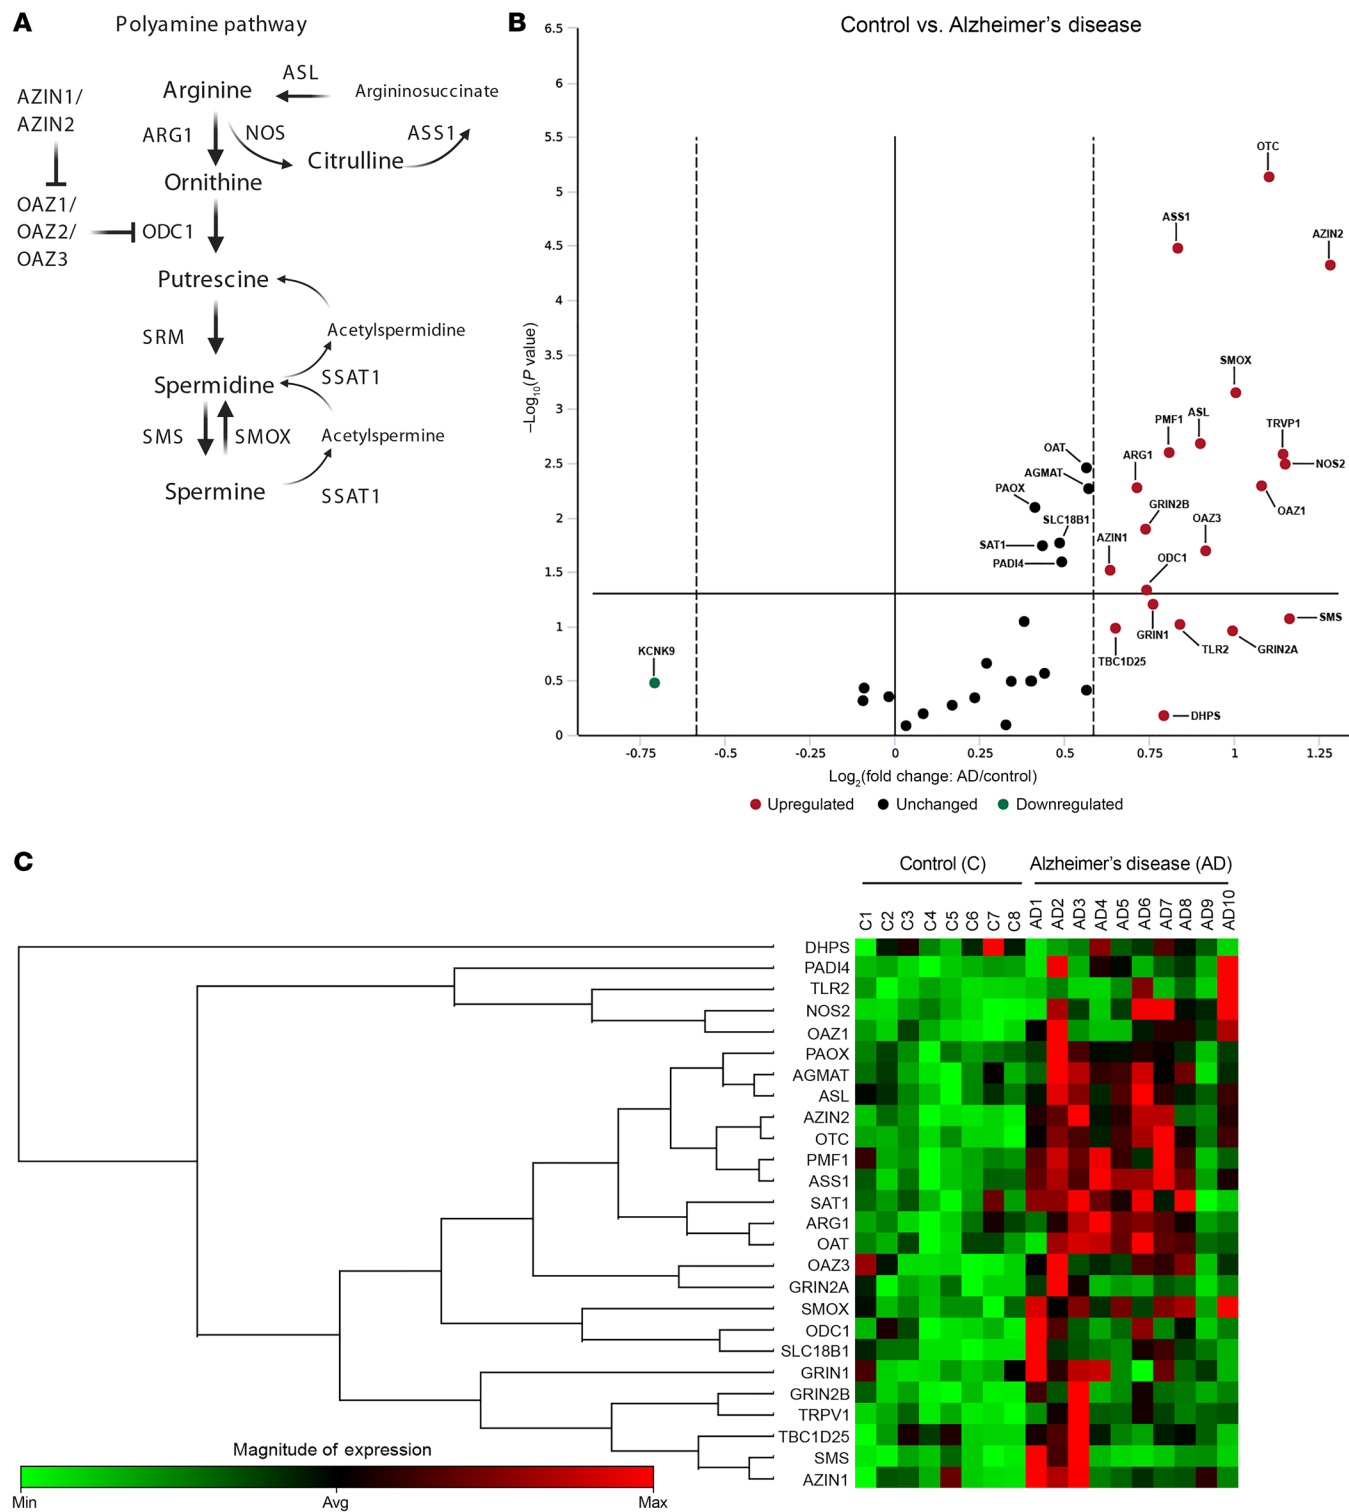 A
Polyamine pathway
AZIN1/
AZIN2
OAZ1/
OAZ2/
OAZ3
Arginine
ASL
Argininosuccinate
ARG1
NOS
Citrulline
ASS1
Ornithine
ODC1
Putrescine
SRM
Acetylspermidine
Spermidine
SSAT1
SMS
SMOX
Acetylspermine
Spermine
SSAT1
B
Control vs. Alzheimer's disease
–Log10(P value)
6.5
6
5.5
5
4.5
4
3.5
3
2.5
2
1.5
1
0.5
0
OTC
ASS1
AZIN2
SMOX
PMF1
ASL
TRVP1
OAT
ARG1
NOS2
AGMAT
PAOX
GRIN2B
OAZ1
SLC18B1
OAZ3
SAT1
AZIN1
PADI4
ODC1
GRIN1
SMS
TLR2
GRIN2A
KCNK9
TBC1D25
DHPS
-0.75
-0.5
-0.25
0
0.25
0.5
0.75
1
1.25
Log2(fold change: AD/control)
Upregulated
Unchanged
Downregulated
C
Control (C)
Alzheimer's disease (AD)
C1
C2
C3
C4
C5
C6
C7
C8
AD1
AD2
AD3
AD4
AD5
AD6
AD7
AD8
AD9
AD10
DHPS
PADI4
TLR2
NOS2
OAZ1
PAOX
AGMAT
ASL
AZIN2
OTC
PMF1
ASS1
SAT1
ARG1
OAT
OAZ3
GRIN2A
SMOX
ODC1
SLC18B1
GRIN1
GRIN2B
TRPV1
TBC1D25
SMS
AZIN1
Magnitude of expression
Min
Avg
Max